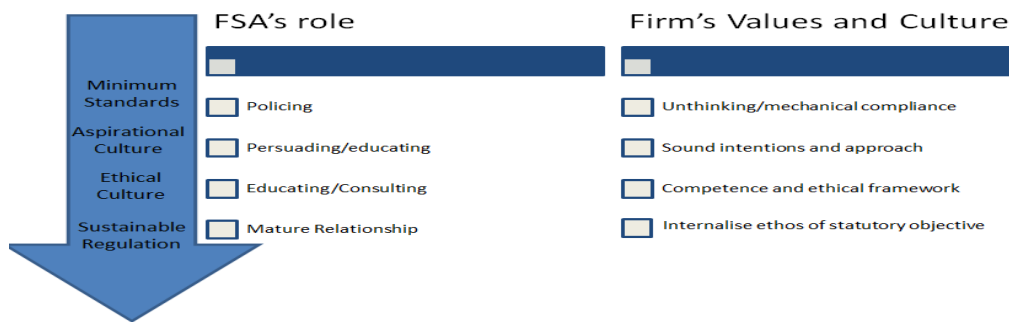 FSA's role
Firm's Values and Culture
Minimum
Standards
Policing
Unthinking/mechanical compliance
Aspirational
Culture
Persuading/educating
Sound intentions and approach
Ethical
Culture
Educating/Consulting
Competence and ethical framework
Sustainable
Regulation
Mature Relationship
Internalise ethos of statutory objective